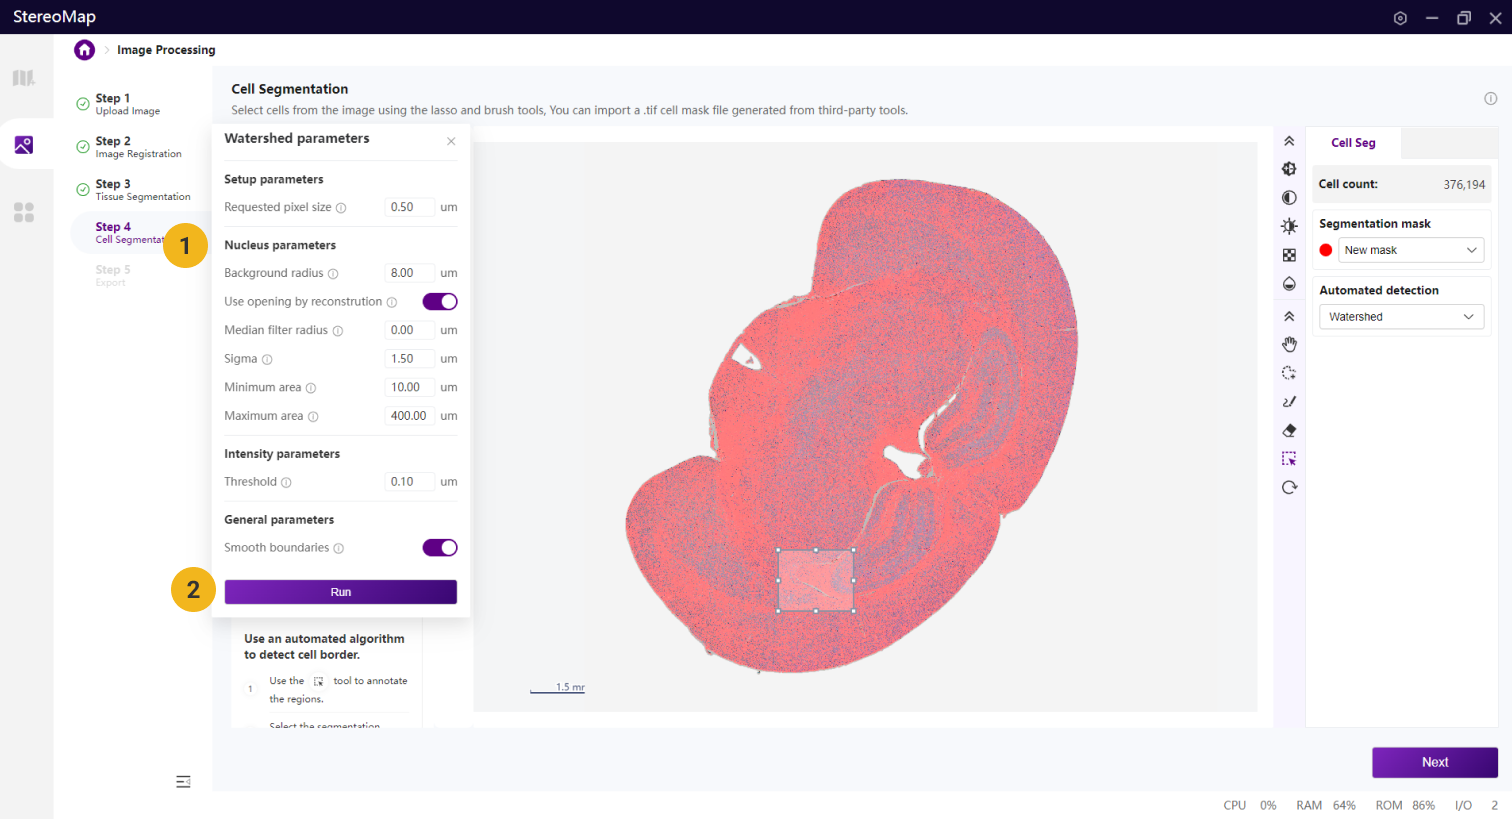 StereoMap
Image Processing
Step 1
Upload Image
Step 2
Image Registration
Step 3
Tissue Segmentation
Step 4
Cell Segmentat
1
Step 5
Export
Cell Segmentation
Select cells from the image using the lasso and brush tools, You can import a .tif cell mask file generated from third-party tools.
Watershed parameters
Setup parameters
Requested pixel size 0.50 um
Nucleus parameters
Background radius 8.00 um
Use opening by reconstrution
Median filter radius 0.00 um
Sigma 1.50 um
Minimum area 10.00 um
Maximum area 400.00 um
Intensity parameters
Threshold 0.10 um
General parameters
Smooth boundaries
2
Run
Use an automated algorithm
to detect cell border.
1 Use the tool to annotate
the regions.
Select the segmentation
1.5 mr
Cell Seg
Cell count: 376,194
Segmentation mask
New mask
Automated detection
Watershed
Next
CPU 0% RAM 64% ROM 86% I/O 2